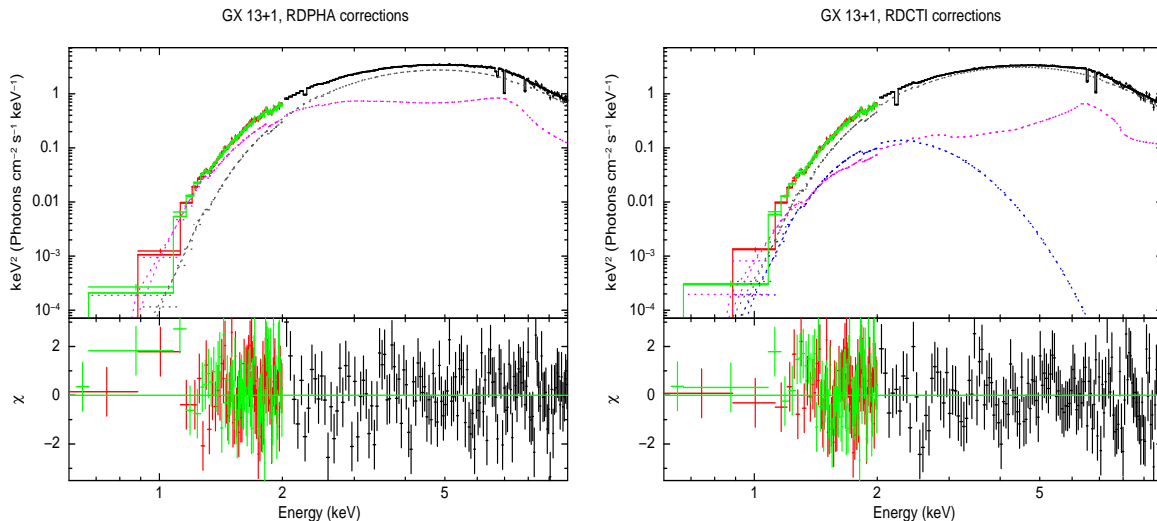 GX 13+1, RDPHA corrections
keV² (Photons cm⁻² s⁻¹ keV⁻¹)
1
0.1
0.01
10⁻³
10⁻⁴
χ
2
0
−2
1
2
5
Energy (keV)
GX 13+1, RDCTI corrections
keV² (Photons cm⁻² s⁻¹ keV⁻¹)
1
0.1
0.01
10⁻³
10⁻⁴
χ
2
0
−2
1
2
5
Energy (keV)